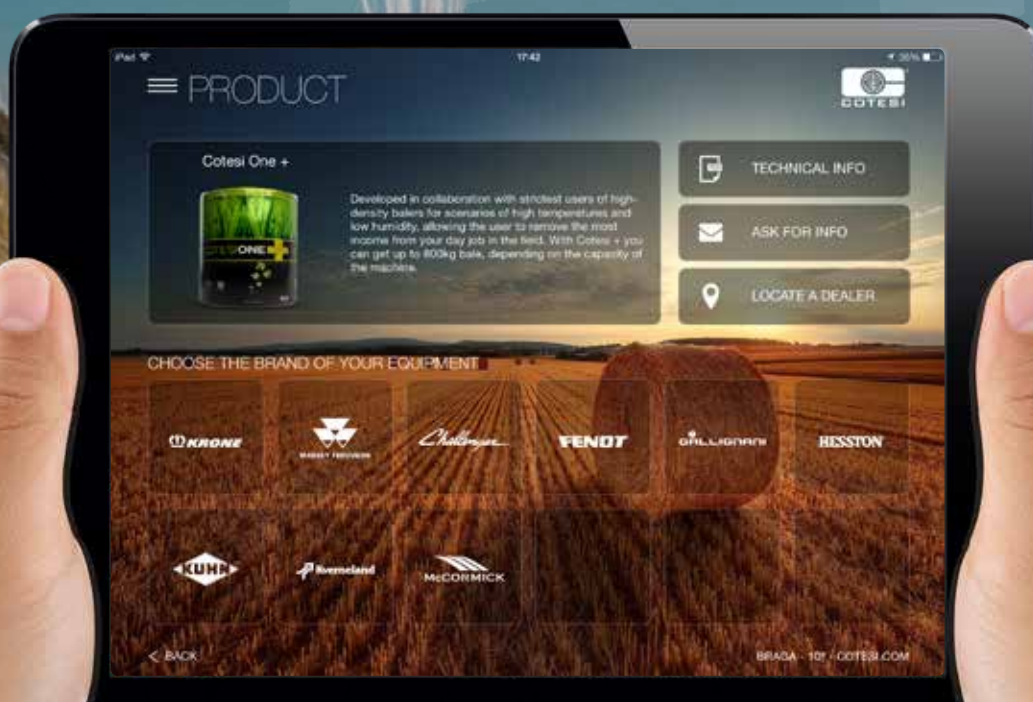 iPad
17:42
36%
PRODUCT
COTESI
Cotesi One +
ONE
Developed in collaboration with strictest users of high-
density balers for scenarios of high temperatures and
low humidity, allowing the user to remove the most
income from your day job in the field. With Cotesi + you
can get up to 800kg bale, depending on the capacity of
the machine.
TECHNICAL INFO
ASK FOR INFO
LOCATE A DEALER
CHOOSE THE BRAND OF YOUR EQUIPMENT
KRONE
MASSEY FERGUSON
Challenger
FENDT
GALLIGNANI
HESSTON
KUHN
Kverneland
McCORMICK
< BACK
BRAGA - 10º - COTESI.COM